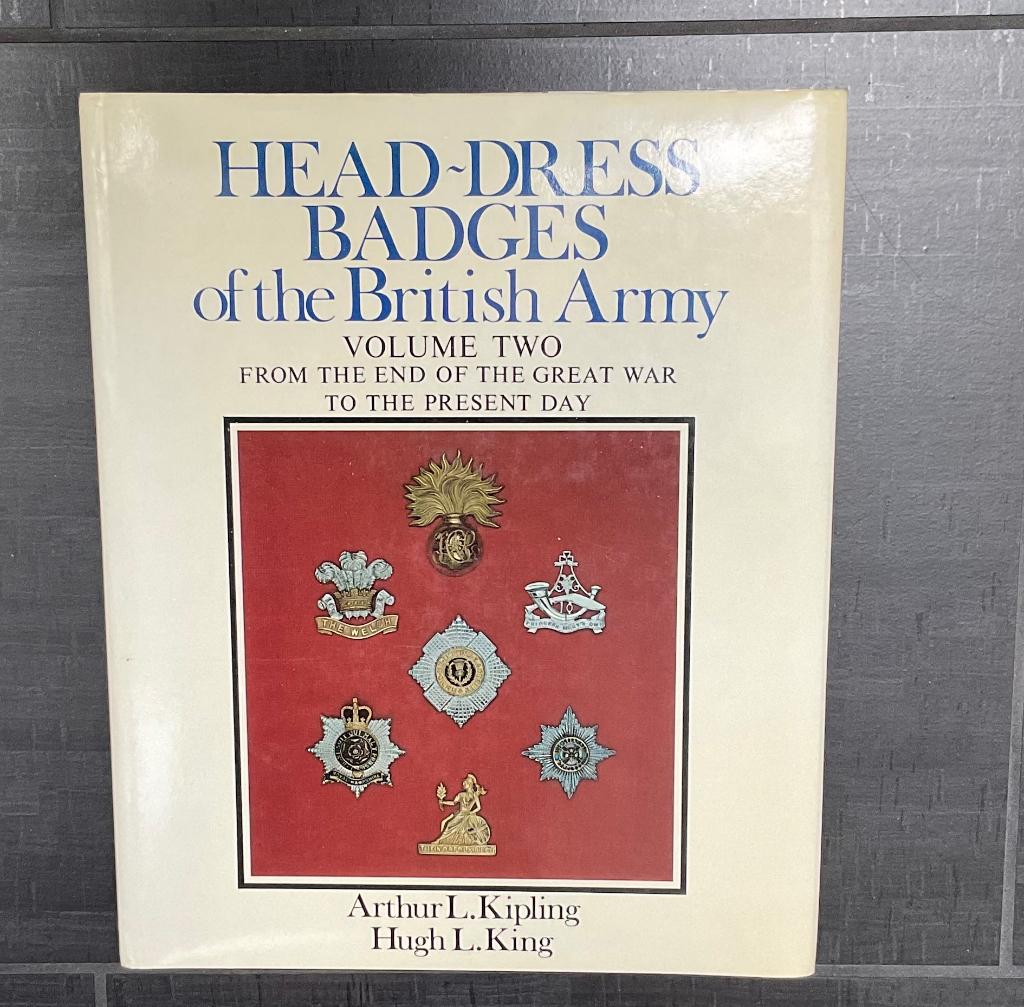 HEAD~DRESS
BADGES
of the British Army
VOLUME TWO
FROM THE END OF THE GREAT WAR
TO THE PRESENT DAY
THE WELCH
10
Arthur L. Kipling
Hugh L. King